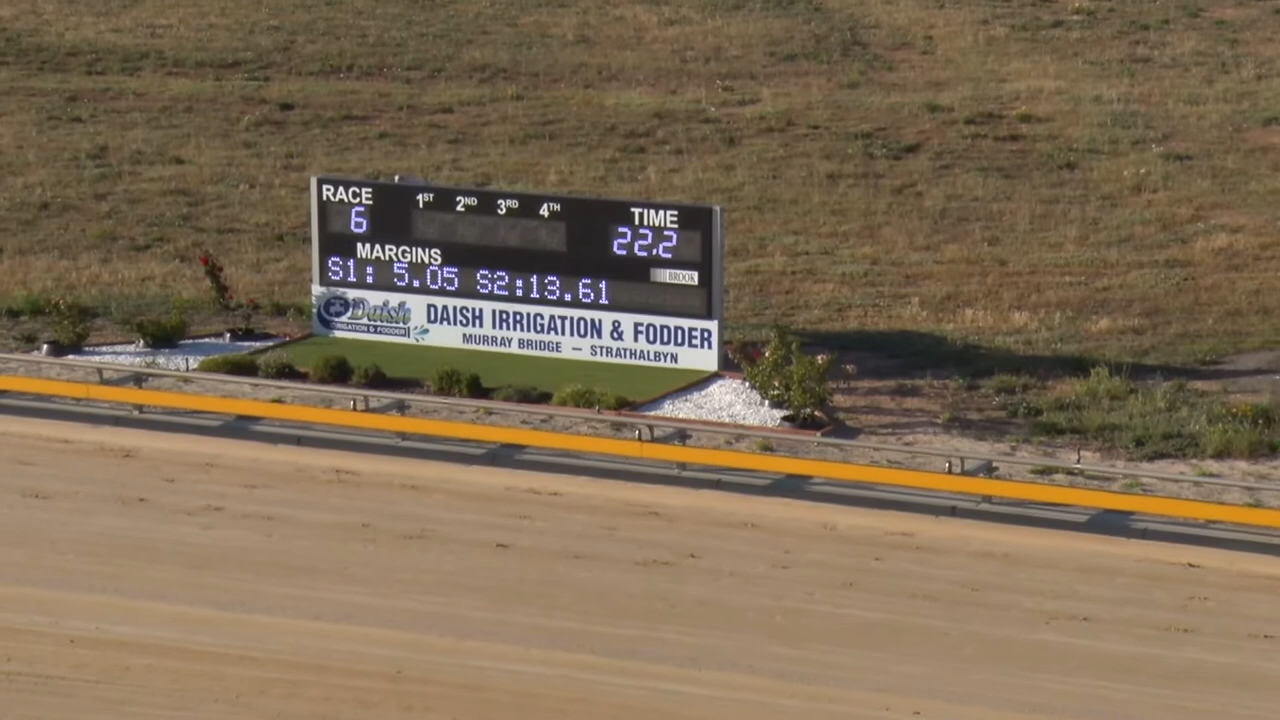 RACE 1ST 2ND 3RD 4TH TIME
6 22.2
MARGINS
BROOK
S1: 5.05 S2:13.61
Daish
IRRIGATION & FODDER
DAISH IRRIGATION & FODDER
MURRAY BRIDGE — STRATHALBYN